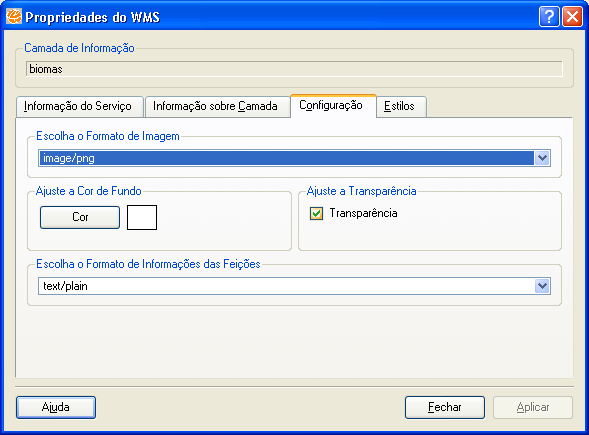 Propriedades do WMS
Camada de Informação
biomas
Informação do Serviço
Informação sobre Camada
Configuração
Estilos
Escolha o Formato de Imagem
image/png
Ajuste a Cor de Fundo
Ajuste a Transparência
Cor
Transparência
Escolha o Formato de Informações das Feições
text/plain
Ajuda
Fechar
Aplicar